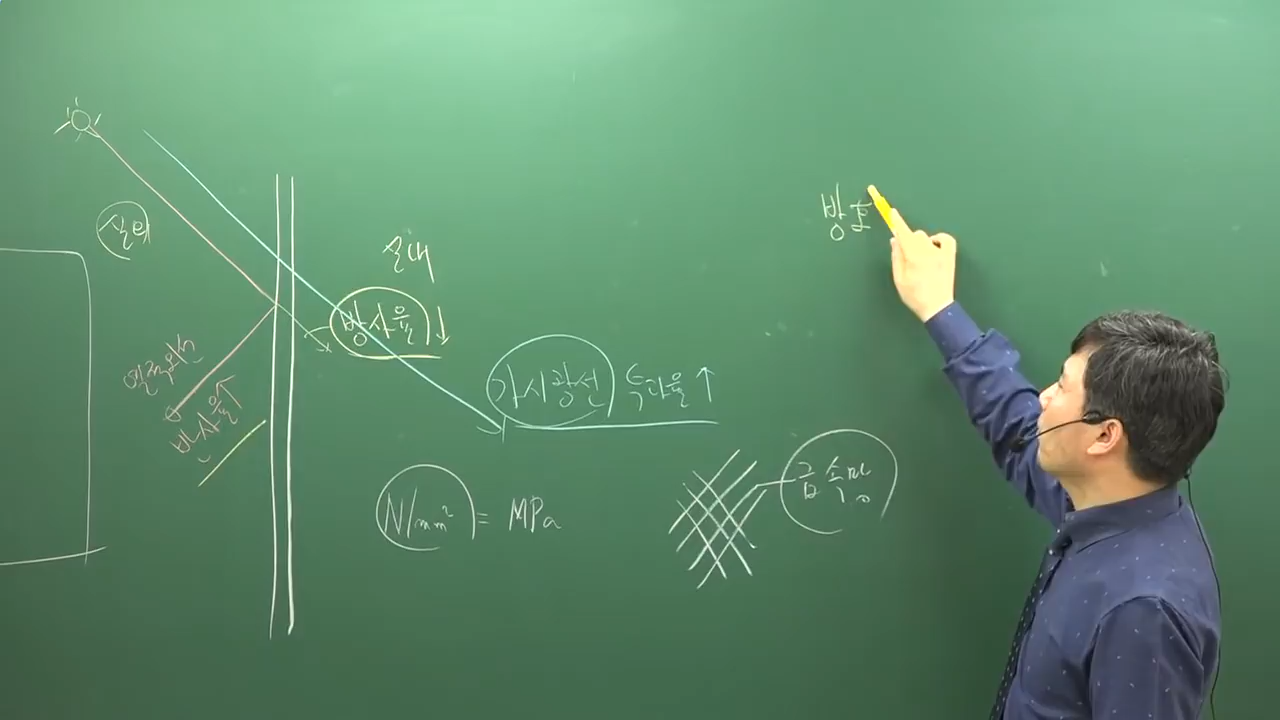 실외
실내
방사율↓
열적외선
반사율↑
가시광선 투과율↑
N/mm² = MPa
금속망
방호